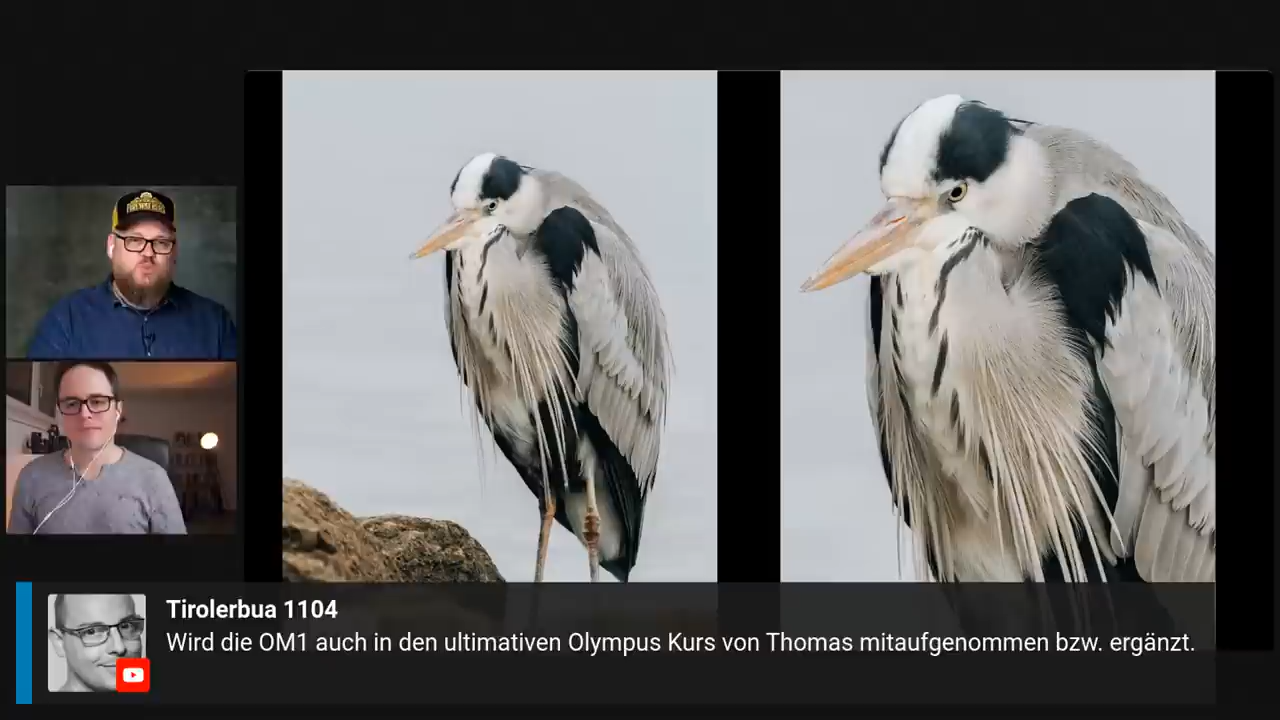 Tirolerbua 1104
Wird die OM1 auch in den ultimativen Olympus Kurs von Thomas mitaufgenommen bzw. ergänzt.